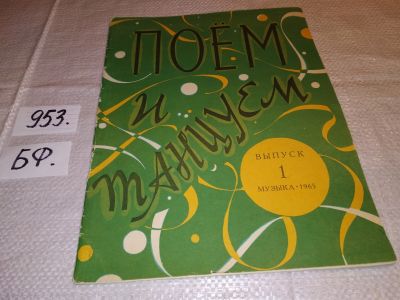 953.
БФ.
ПОЁМ
И
ТАНЦУЕМ
ВЫПУСК
1
МУЗЫКА • 1965